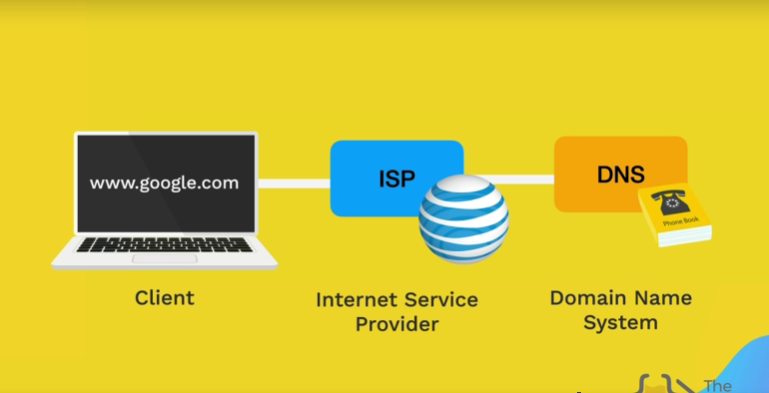 www.google.com
ISP
DNS
Phone Book
Client
Internet Service
Provider
Domain Name
System
The